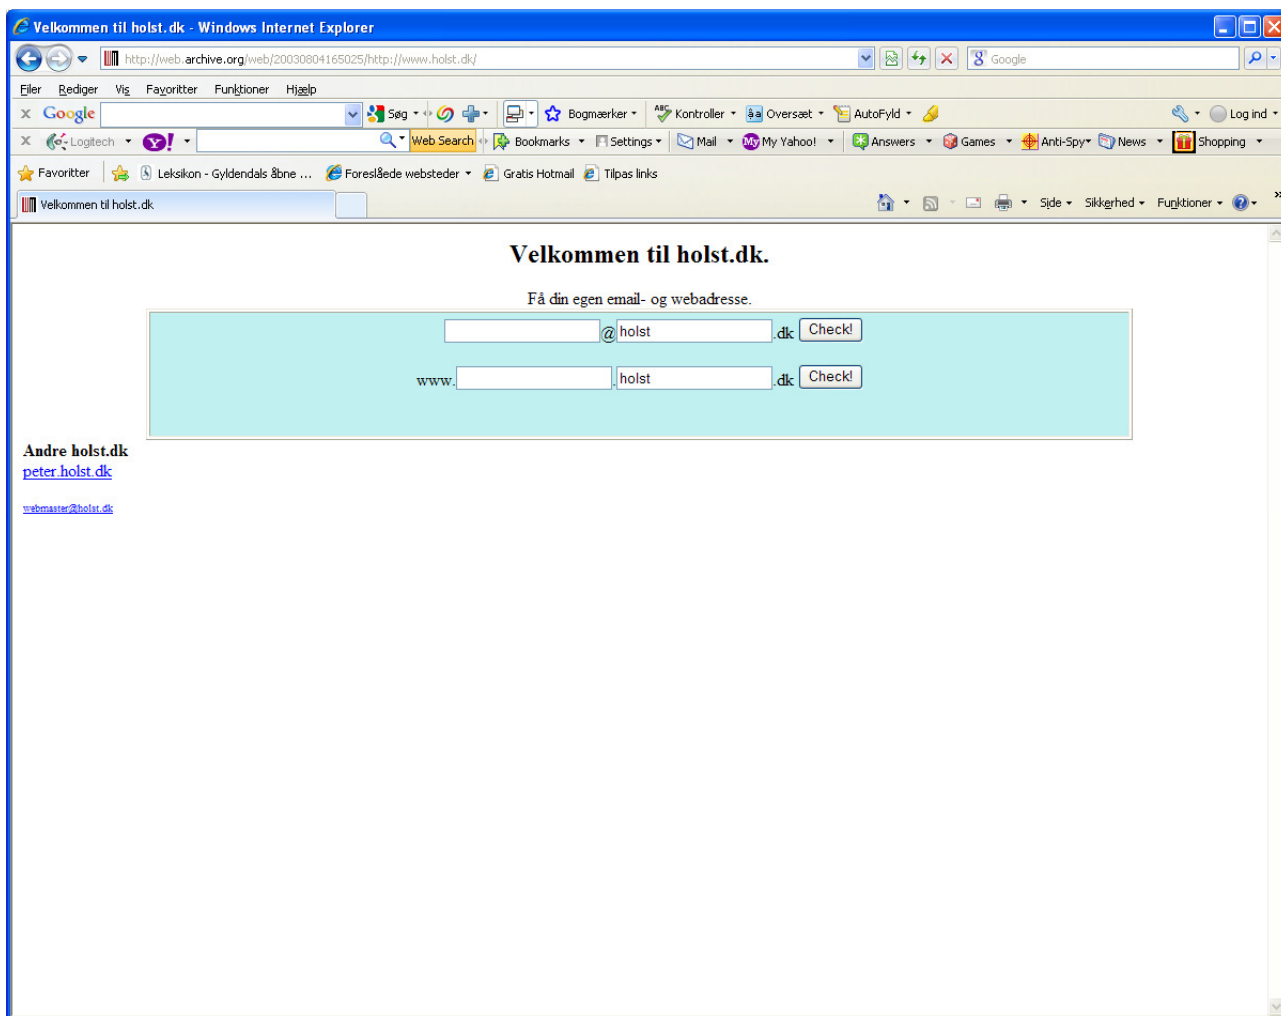 Velkommen til holst.dk - Windows Internet Explorer
http://web.archive.org/web/20030804165025/http://www.holst.dk/ Google
Filer Rediger Vis Favoritter Funktioner Hjælp
x Google Søg Bogmærker ABC Kontroller âa Oversæt AutoFyld Log ind
X Logitech Y! Web Search Bookmarks Settings Mail My My Yahoo! Answers Games Anti-Spy News Shopping
Favoritter Leksikon - Gyldendals åbne ... Foreslåede websteder Gratis Hotmail Tilpas links
Velkommen til holst.dk Side Sikkerhed Funktioner »
Velkommen til holst.dk.
Få din egen email- og webadresse.
@ holst .dk Check!
www. . holst .dk Check!
Andre holst.dk
peter.holst.dk
webmaster@holst.dk